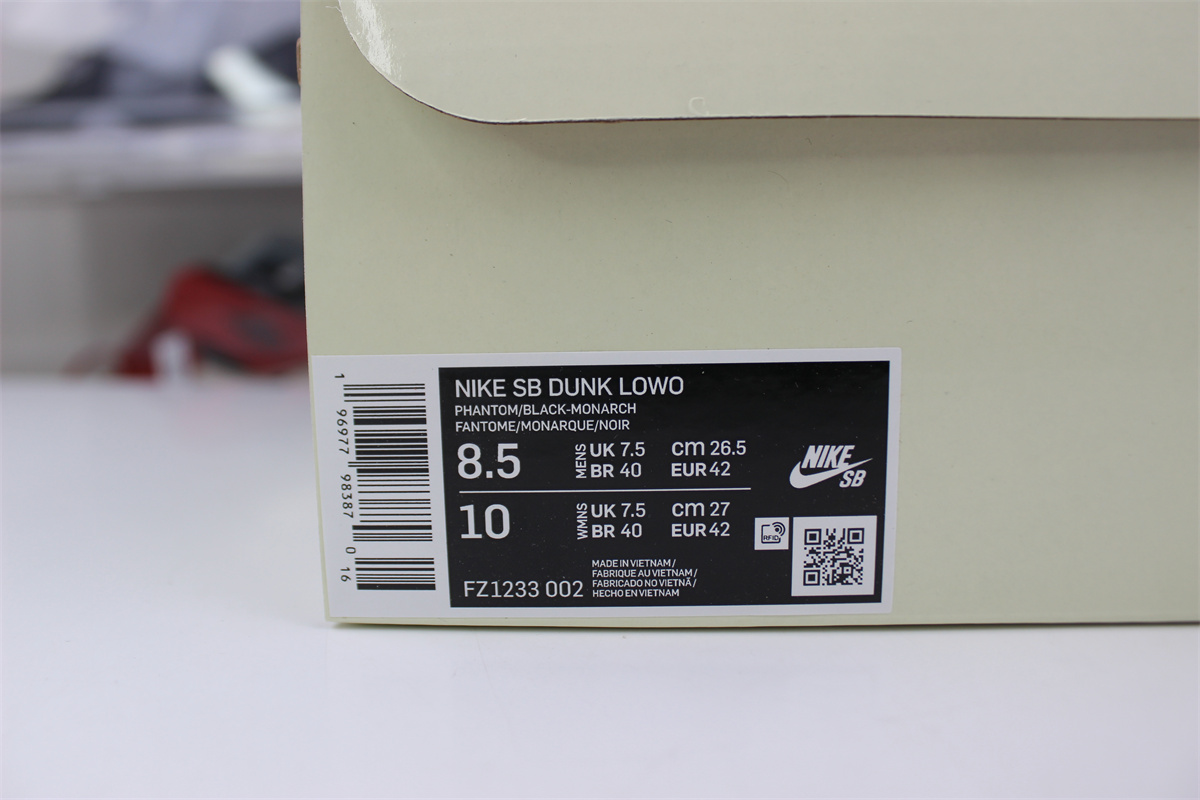 NIKE SB DUNK LOWO
PHANTOM/BLACK-MONARCH
FANTOME/MONARQUE/NOIR
8.5 MENS UK 7.5 cm 26.5
BR 40 EUR 42
10 WMNS UK 7.5 cm 27
BR 40 EUR 42
NIKE
SB
RFID
FZ1233 002
MADE IN VIETNAM/
FABRIQUE AU VIETNAM/
FABRICADO NO VIETNÃ/
HECHO EN VIETNAM
1 96977 98387 0 16